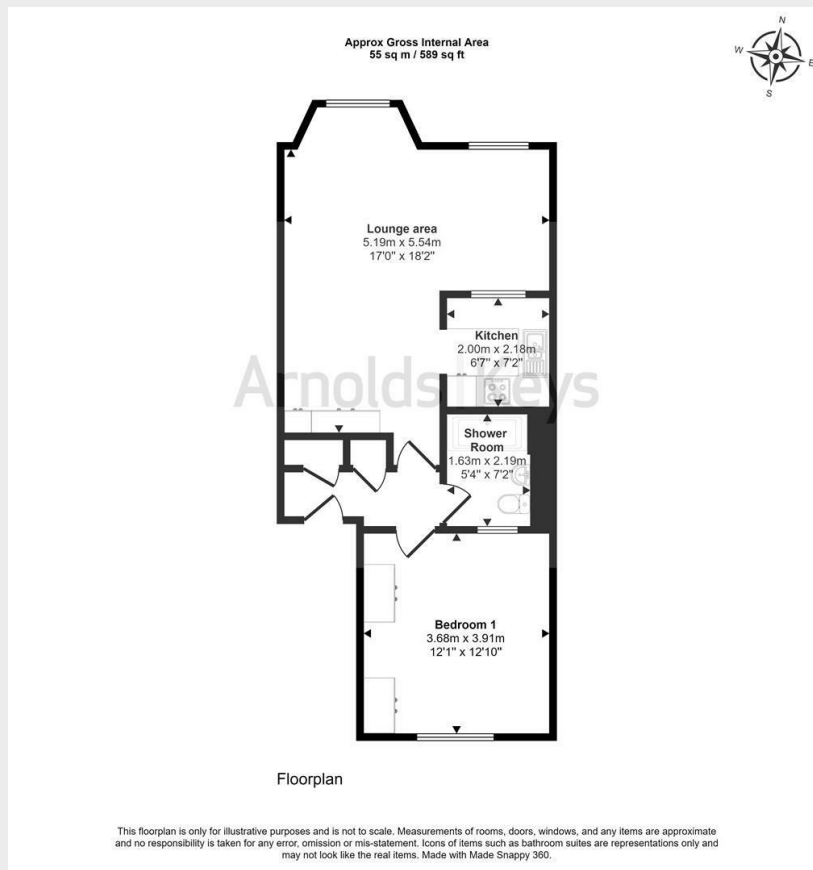 Approx Gross Internal Area
55 sq m / 589 sq ft
N
W
E
S
Lounge area
5.19m x 5.54m
17'0" x 18'2"
Kitchen
2.00m x 2.18m
6'7" x 7'2"
Arnolds | Keys
Shower
Room
1.63m x 2.19m
5'4" x 7'2"
Bedroom 1
3.68m x 3.91m
12'1" x 12'10"
Floorplan
This floorplan is only for illustrative purposes and is not to scale. Measurements of rooms, doors, windows, and any items are approximate
and no responsibility is taken for any error, omission or mis-statement. Icons of items such as bathroom suites are representations only and
may not look like the real items. Made with Made Snappy 360.